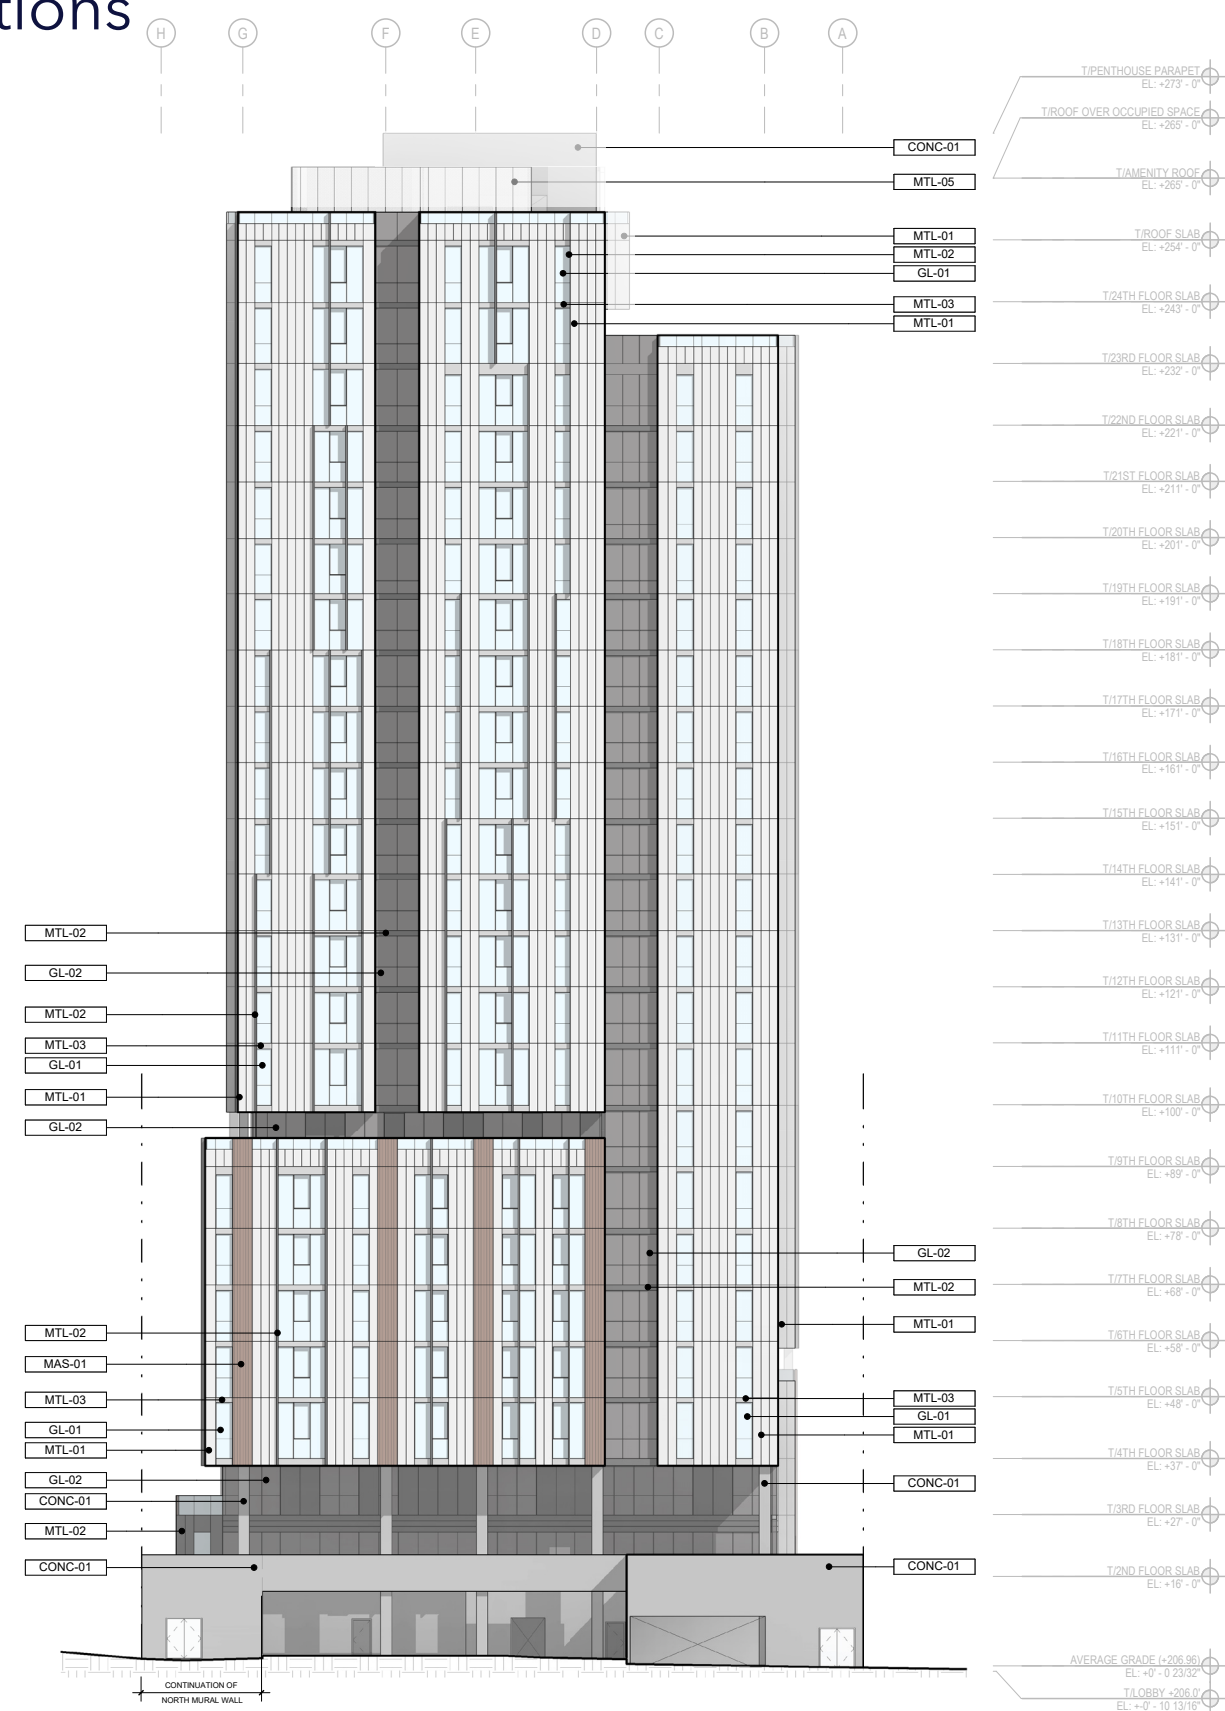 tions
H G F E D C B A
T/PENTHOUSE PARAPET
EL: +273' - 0"
T/ROOF OVER OCCUPIED SPACE
EL: +265' - 0"
T/AMENITY ROOF
EL: +265' - 0"
T/ROOF SLAB
EL: +254' - 0"
T/24TH FLOOR SLAB
EL: +243' - 0"
T/23RD FLOOR SLAB
EL: +232' - 0"
T/22ND FLOOR SLAB
EL: +221' - 0"
T/21ST FLOOR SLAB
EL: +211' - 0"
T/20TH FLOOR SLAB
EL: +201' - 0"
T/19TH FLOOR SLAB
EL: +191' - 0"
T/18TH FLOOR SLAB
EL: +181' - 0"
T/17TH FLOOR SLAB
EL: +171' - 0"
T/16TH FLOOR SLAB
EL: +161' - 0"
T/15TH FLOOR SLAB
EL: +151' - 0"
T/14TH FLOOR SLAB
EL: +141' - 0"
T/13TH FLOOR SLAB
EL: +131' - 0"
T/12TH FLOOR SLAB
EL: +121' - 0"
T/11TH FLOOR SLAB
EL: +111' - 0"
T/10TH FLOOR SLAB
EL: +100' - 0"
T/9TH FLOOR SLAB
EL: +89' - 0"
T/8TH FLOOR SLAB
EL: +78' - 0"
T/7TH FLOOR SLAB
EL: +68' - 0"
T/6TH FLOOR SLAB
EL: +58' - 0"
T/5TH FLOOR SLAB
EL: +48' - 0"
T/4TH FLOOR SLAB
EL: +37' - 0"
T/3RD FLOOR SLAB
EL: +27' - 0"
T/2ND FLOOR SLAB
EL: +16' - 0"
AVERAGE GRADE (+206.96)
EL: +0' - 0 23/32"
T/LOBBY +206.0'
EL: +-0' - 10 13/16"
CONC-01
MTL-05
MTL-01
MTL-02
GL-01
MTL-03
MTL-01
GL-02
MTL-02
MTL-01
MTL-03
GL-01
MTL-01
CONC-01
CONC-01
MTL-02
GL-02
MTL-02
MTL-03
GL-01
MTL-01
GL-02
MTL-02
MAS-01
MTL-03
GL-01
MTL-01
GL-02
CONC-01
MTL-02
CONC-01
CONTINUATION OF
NORTH MURAL WALL